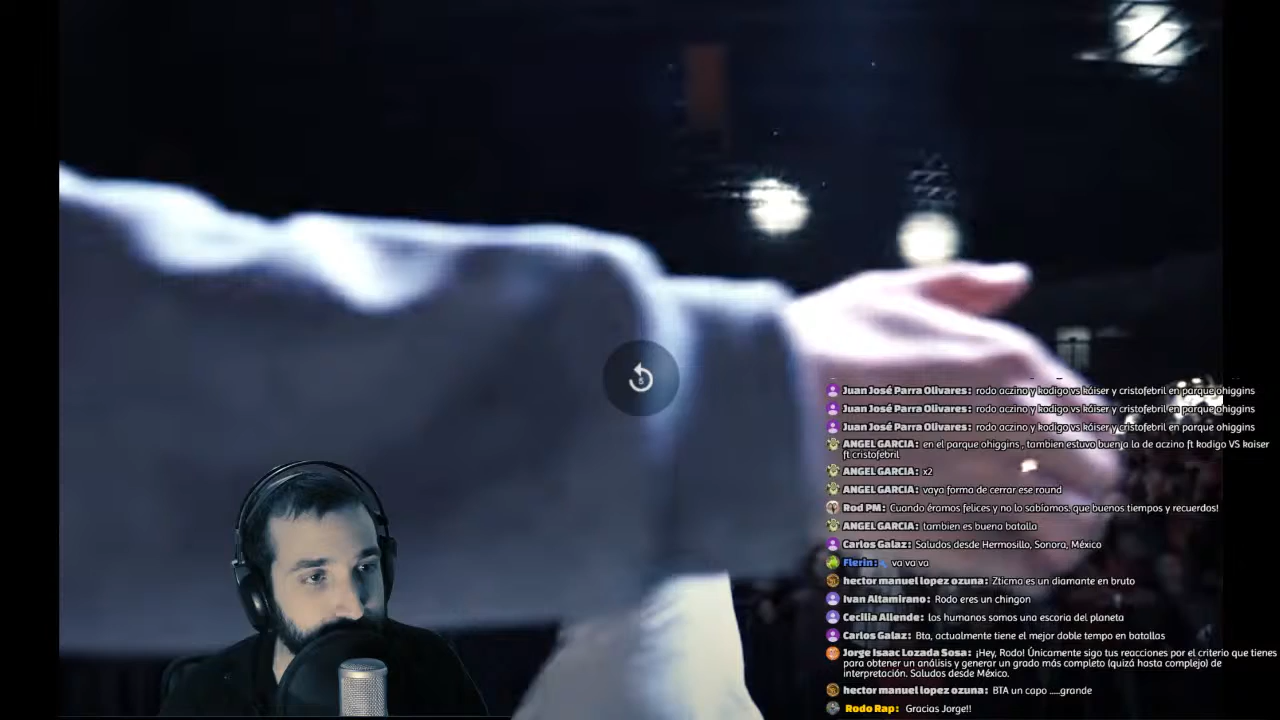 5
Juan José Parra Olivares: rodo aczino y kodigo vs káiser y cristofebril en parque ohiggins
Juan José Parra Olivares: rodo aczino y kodigo vs káiser y cristofebril en parque ohiggins
Juan José Parra Olivares: rodo aczino y kodigo vs káiser y cristofebril en parque ohiggins
ANGEL GARCIA: en el parque ohiggins , tambien estuvo buenja la de aczino ft kodigo VS kaiser
ft cristofebril
ANGEL GARCIA: x2
ANGEL GARCIA: vaya forma de cerrar ese round
Rod PM: Cuando éramos felices y no lo sabíamos, que buenos tiempos y recuerdos!
ANGEL GARCIA: tambien es buena batalla
Carlos Galaz: Saludos desde Hermosillo, Sonora, México
Flerin: va va va
hector manuel lopez ozuna: Zticma es un diamante en bruto
Ivan Altamirano: Rodo eres un chingon
Cecilia Allende: los humanos somos una escoria del planeta
Carlos Galaz: Bta, actualmente tiene el mejor doble tempo en batallas
Jorge Isaac Lozada Sosa: ¡Hey, Rodo! Únicamente sigo tus reacciones por el criterio que tienes
para obtener un análisis y generar un grado más completo (quizá hasta complejo) de
interpretación. Saludos desde México.
hector manuel lopez ozuna: BTA un capo .....grande
Rodo Rap: Gracias Jorge!!